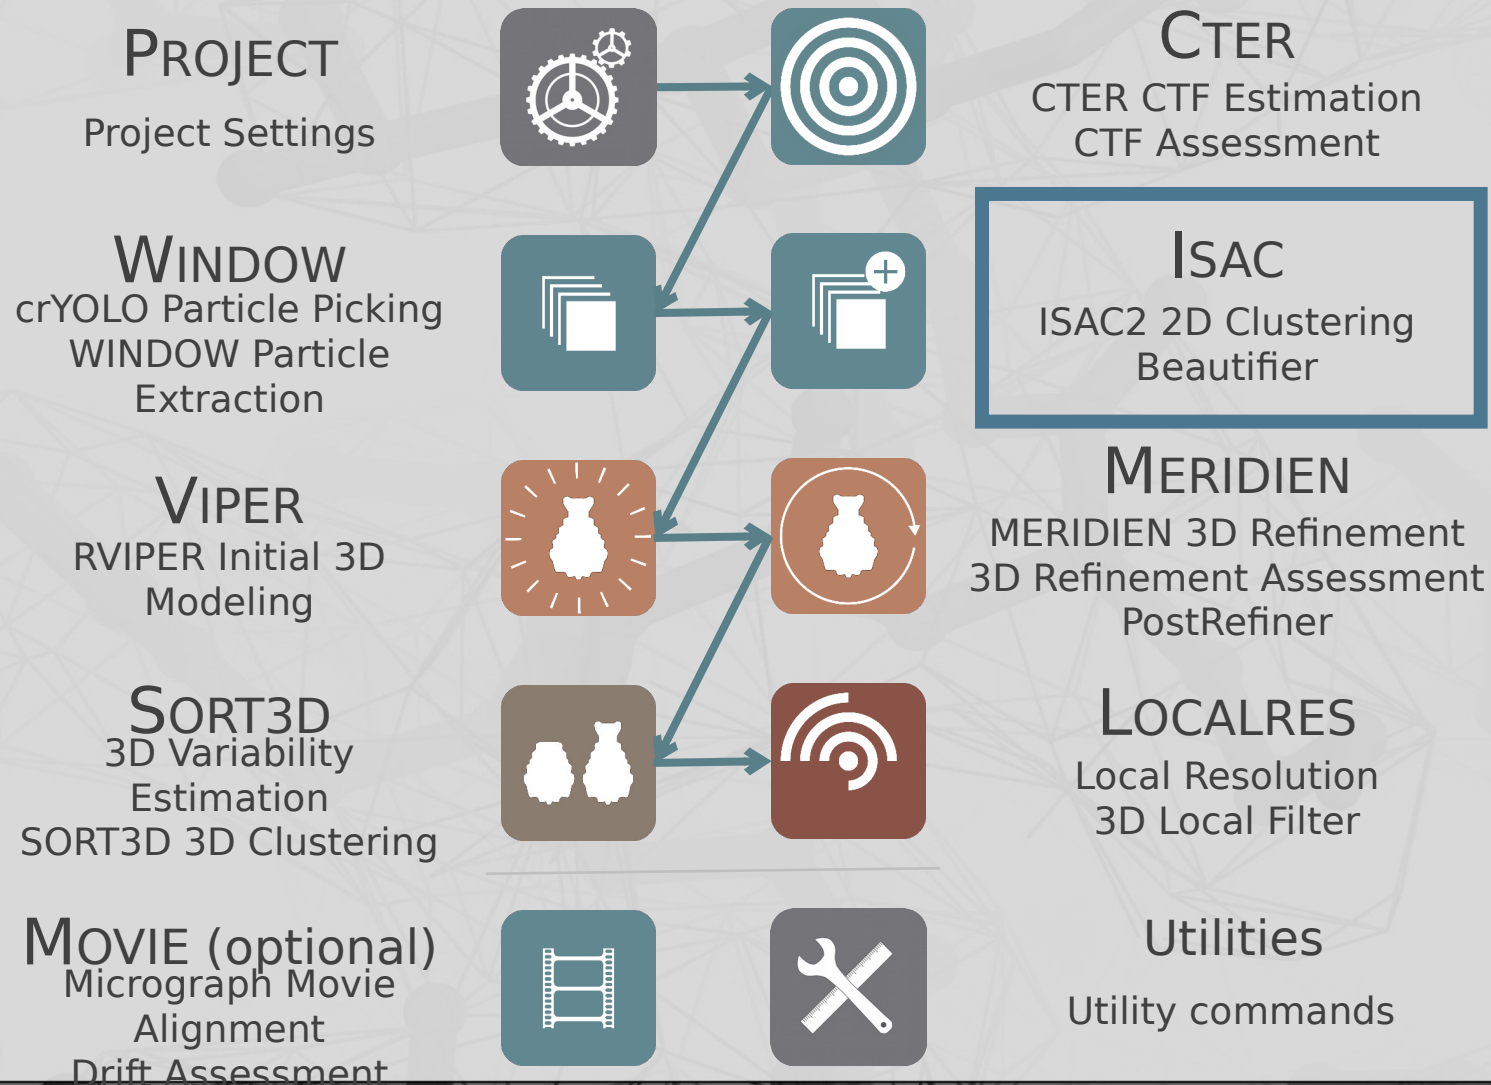 PROJECT
Project Settings
CTER
CTER CTF Estimation
CTF Assessment
WINDOW
crYOLO Particle Picking
WINDOW Particle
Extraction
ISAC
ISAC2 2D Clustering
Beautifier
VIPER
RVIPER Initial 3D
Modeling
MERIDIEN
MERIDIEN 3D Refinement
3D Refinement Assessment
PostRefiner
SORT3D
3D Variability
Estimation
SORT3D 3D Clustering
LOCALRES
Local Resolution
3D Local Filter
MOVIE (optional)
Micrograph Movie
Alignment
Drift Assessment
Utilities
Utility commands